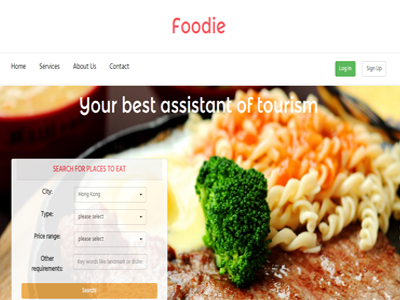 Foodie
Home Services About Us Contact
Log In Sign Up
Your best assistant of tourism
SEARCH FOR PLACES TO EAT
City: Hong Kong
Type: please select
Price range: please select
Other requirements: Key words like landmark or dishe
Search